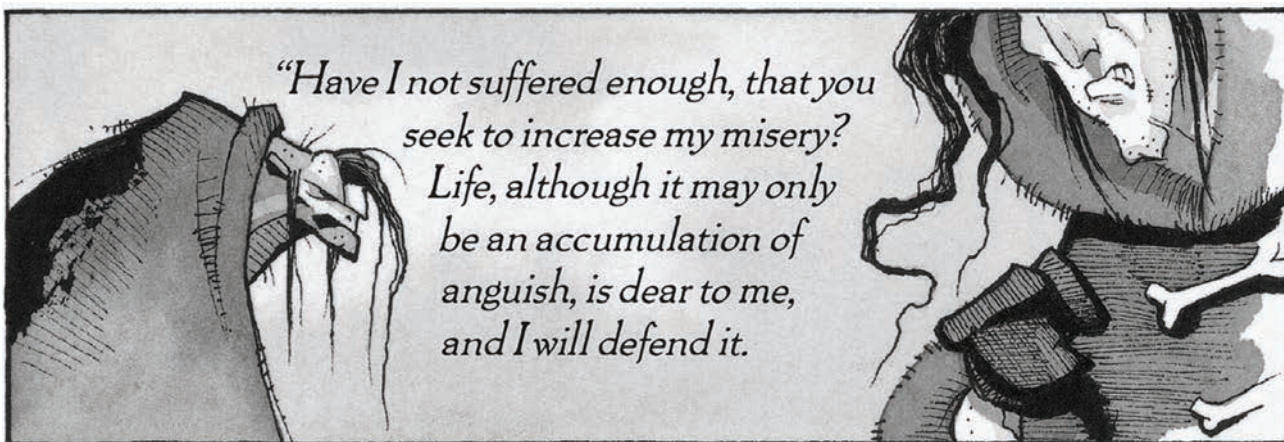 “Have I not suffered enough, that you
seek to increase my misery?
Life, although it may only
be an accumulation of
anguish, is dear to me,
and I will defend it.